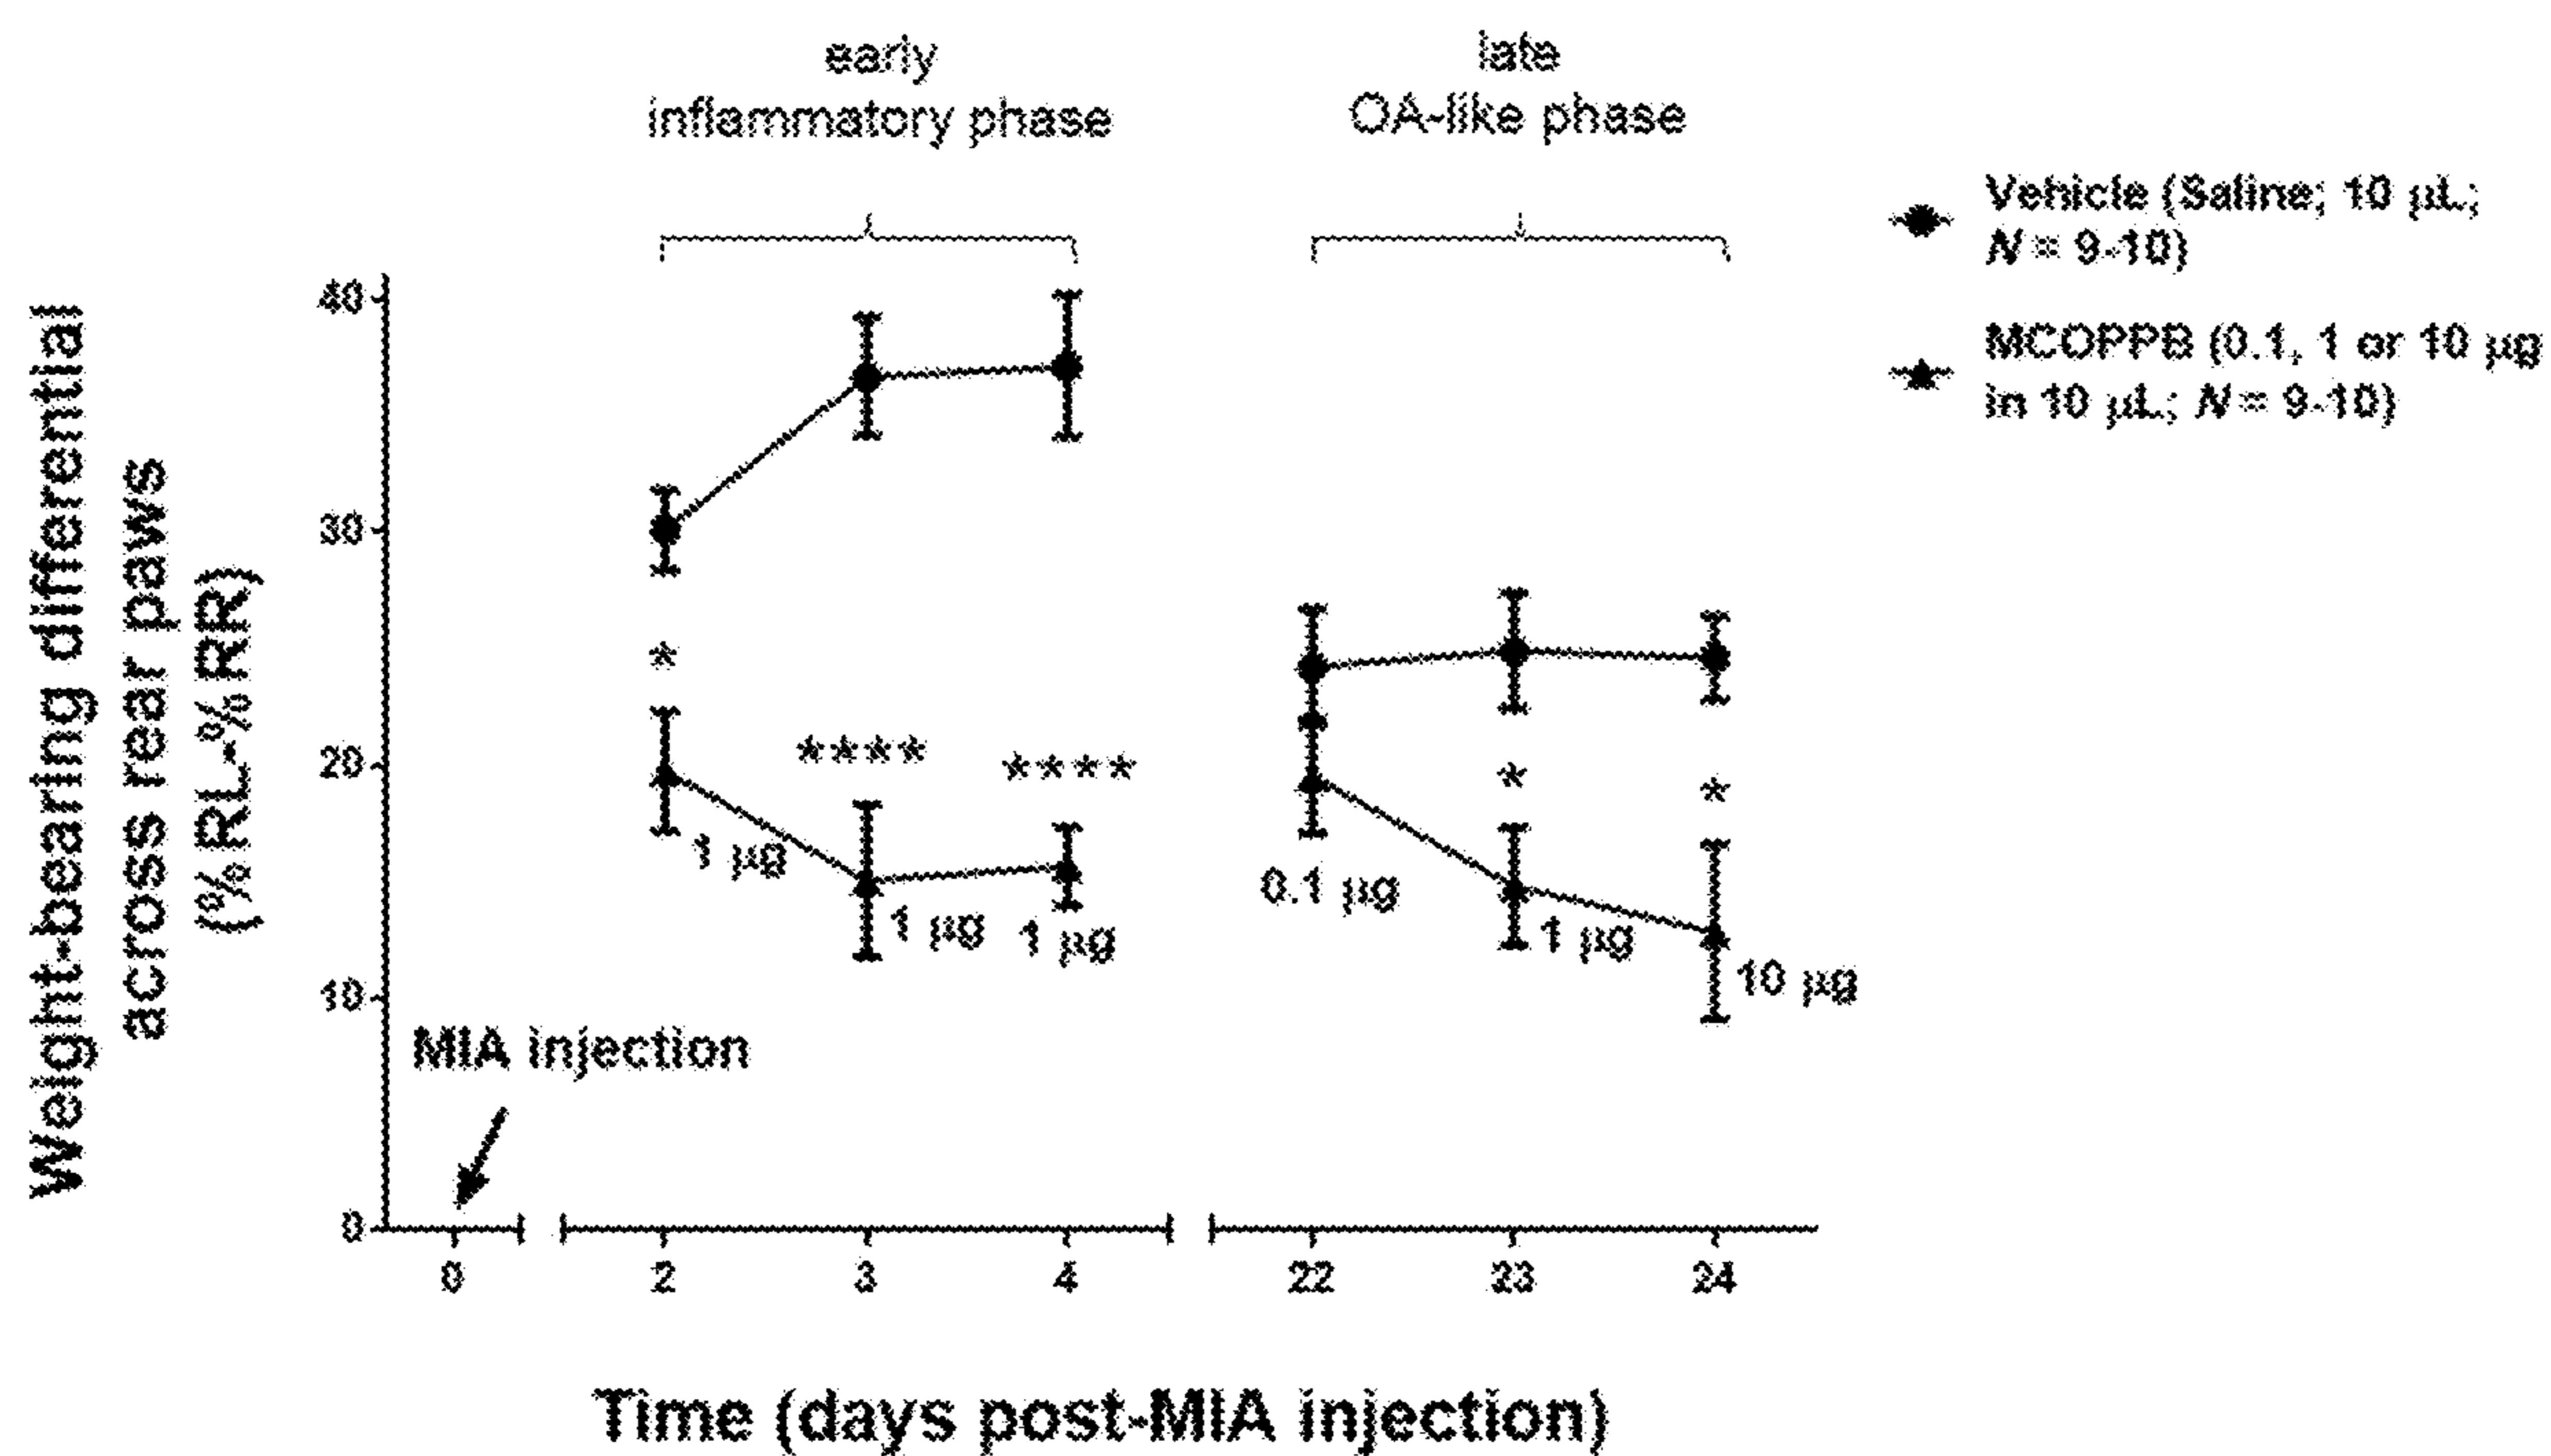 early
inflammatory phase
late
OA-like phase
Vehicle (Saline; 10 µL;
N = 9-10)
MCOPPB (0.1, 1 or 10 µg
in 10 µL; N = 9-10)
Weight-bearing differential
across rear paws
(% RL-% RR)
40
30
20
10
0
*
****
****
*
*
1 µg
1 µg
1 µg
0.1 µg
1 µg
10 µg
MIA injection
0
2
3
4
22
23
24
Time (days post-MIA injection)